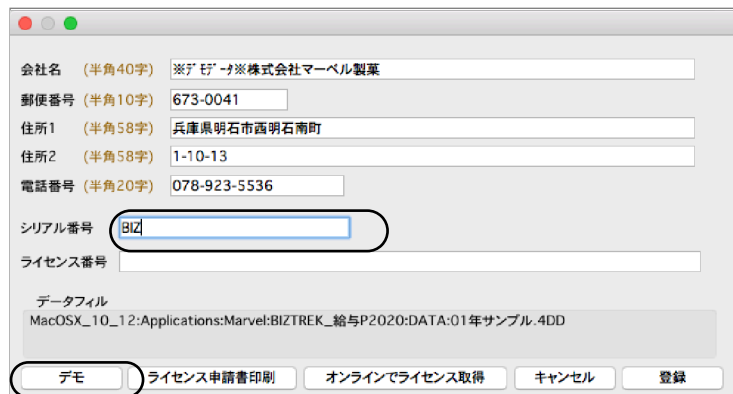 会社名 (半角40字) ※ﾃﾞﾓﾃﾞｰﾀ※株式会社マーベル製菓
郵便番号 (半角10字) 673-0041
住所1 (半角58字) 兵庫県明石市西明石南町
住所2 (半角58字) 1-10-13
電話番号 (半角20字) 078-923-5536
シリアル番号 BIZ
ライセンス番号
データフィル
MacOSX_10_12:Applications:Marvel:BIZTREK_給与P2020:DATA:01年サンプル.4DD
デモ ライセンス申請書印刷 オンラインでライセンス取得 キャンセル 登録